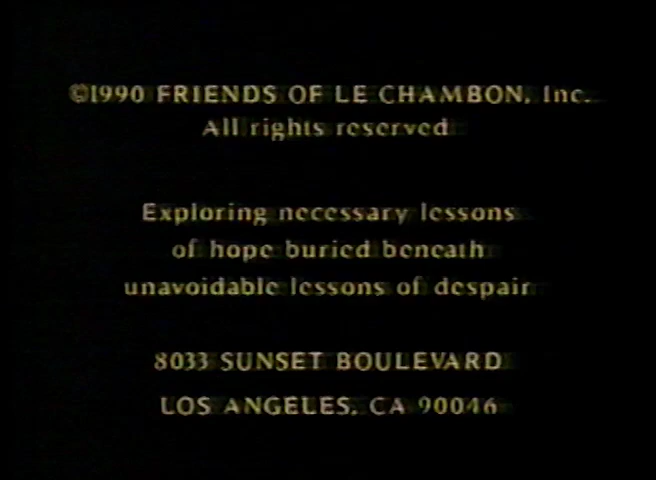 ©1990 FRIENDS OF LE CHAMBON, Inc.
All rights reserved
Exploring necessary lessons
of hope buried beneath
unavoidable lessons of despair
8033 SUNSET BOULEVARD
LOS ANGELES, CA 90046